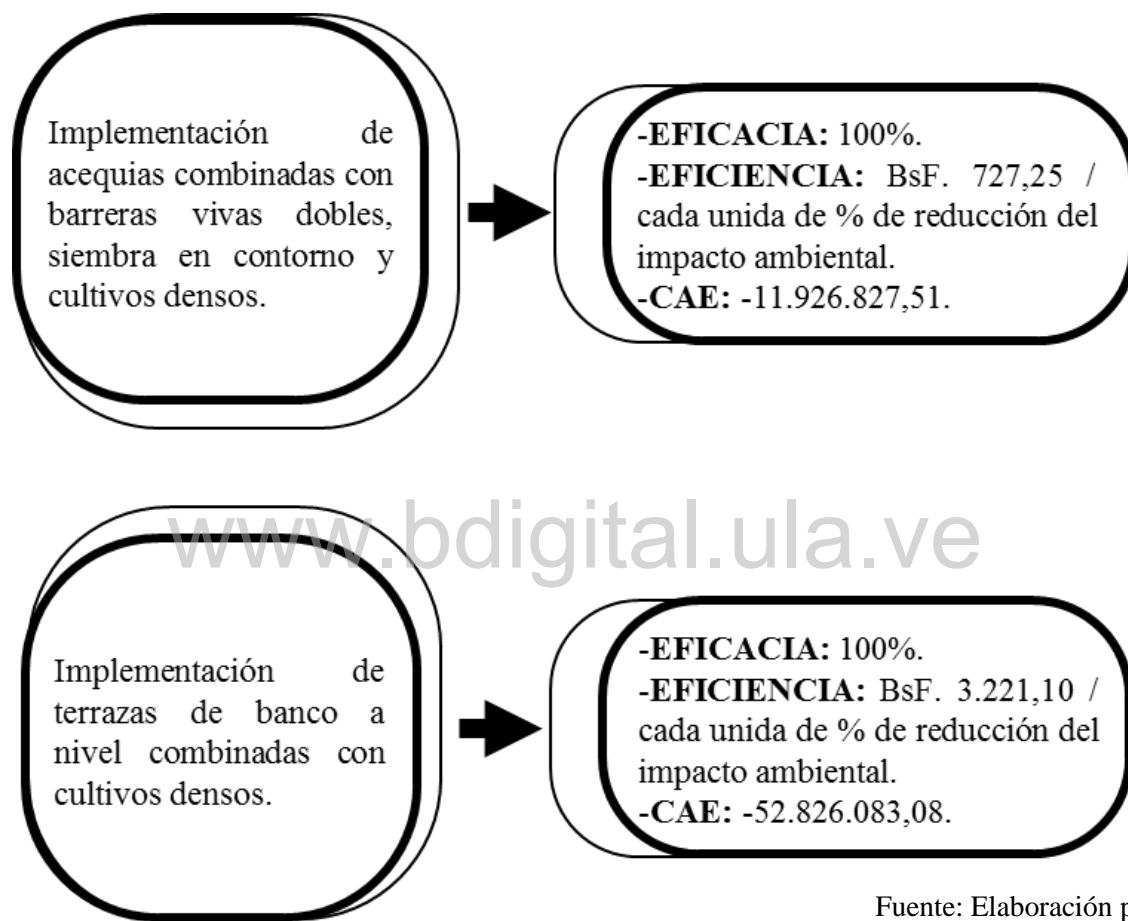 Implementación de
acequias combinadas con
barreras vivas dobles,
siembra en contorno y
cultivos densos.
-EFICACIA: 100%.
-EFICIENCIA: BsF. 727,25 /
cada unida de % de reducción del
impacto ambiental.
-CAE: -11.926.827,51.
www.bdigital.ula.ve
Implementación de
terrazas de banco a
nivel combinadas con
cultivos densos.
-EFICACIA: 100%.
-EFICIENCIA: BsF. 3.221,10 /
cada unida de % de reducción del
impacto ambiental.
-CAE: -52.826.083,08.
Fuente: Elaboración p